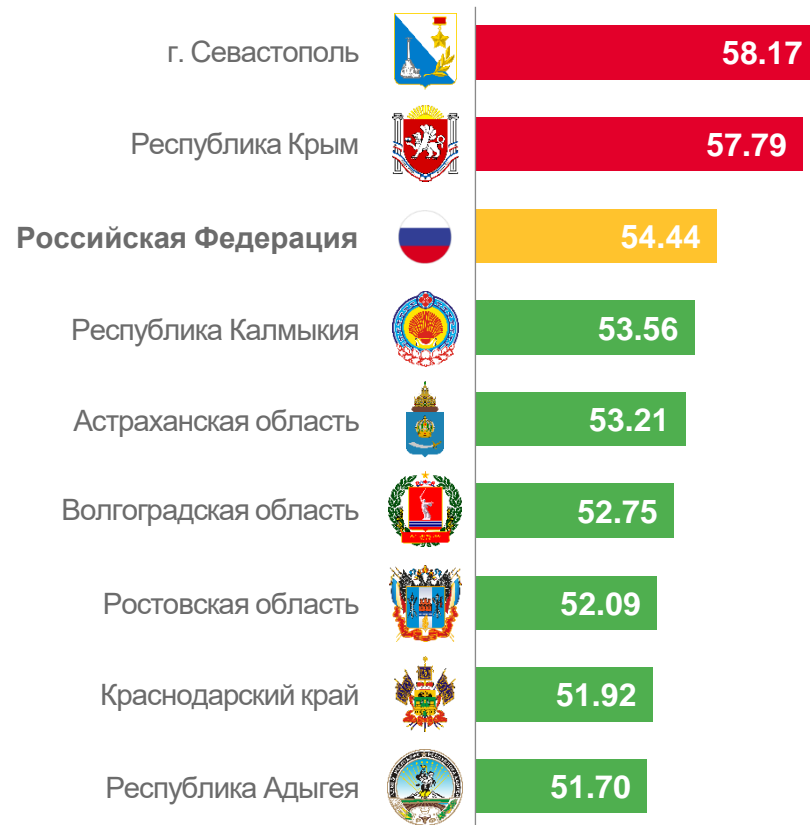 г. Севастополь 58.17
Республика Крым 57.79
Российская Федерация 54.44
Республика Калмыкия 53.56
Астраханская область 53.21
Волгоградская область 52.75
Ростовская область 52.09
Краснодарский край 51.92
Республика Адыгея 51.70